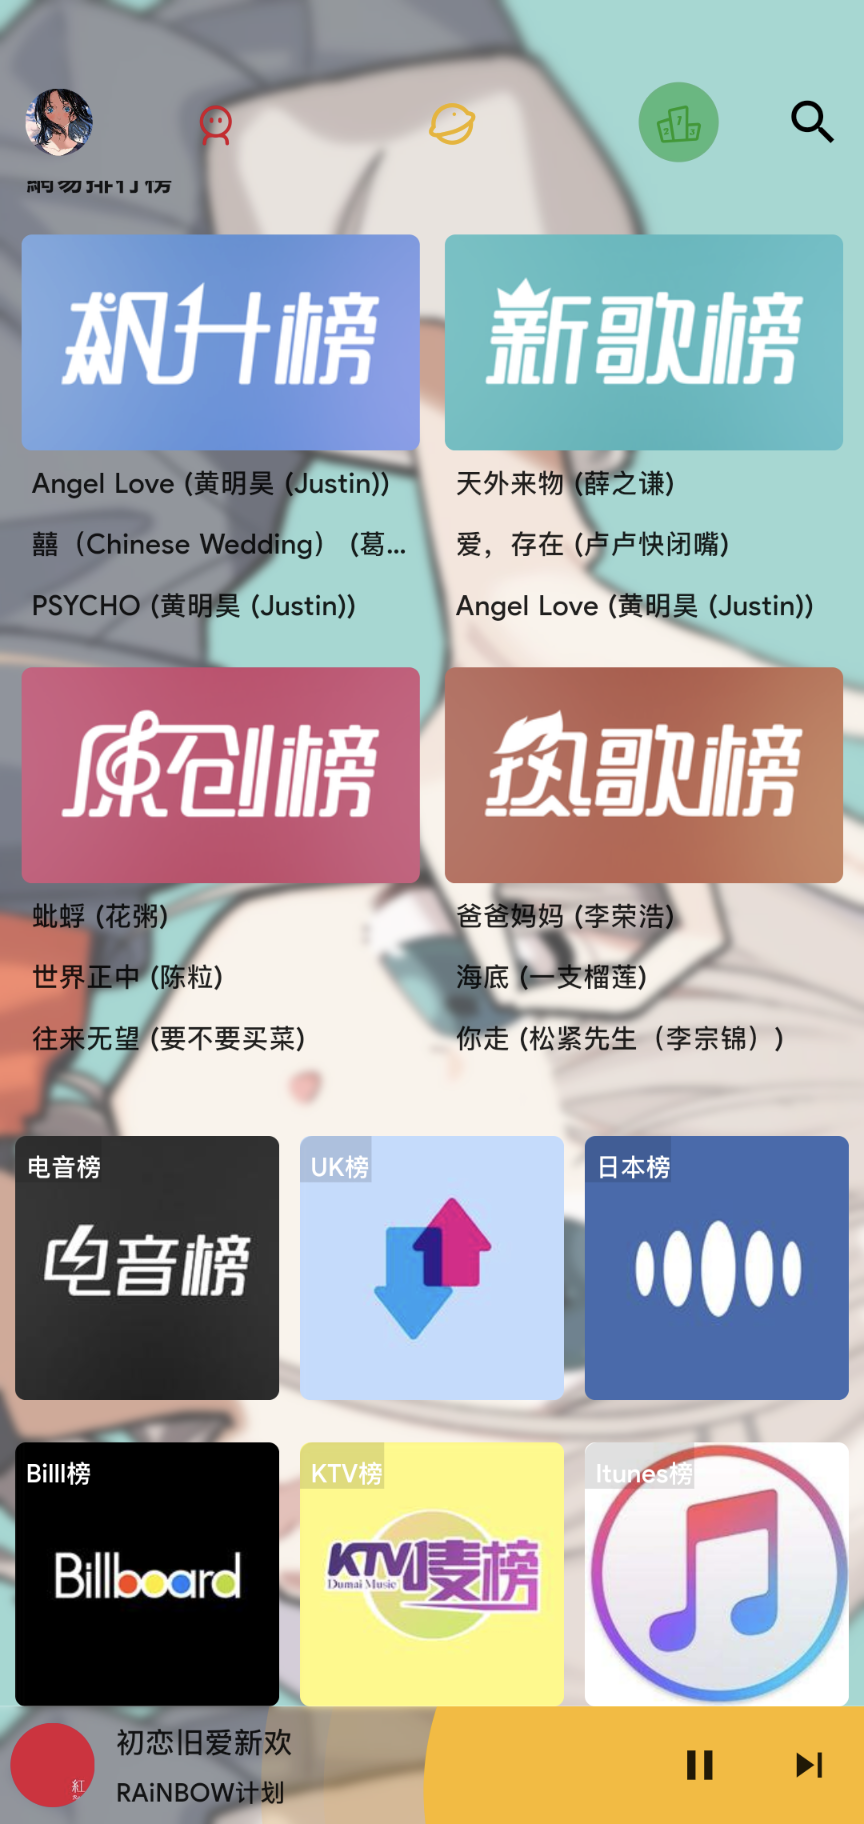 網易排行榜
飙升榜
新歌榜
Angel Love (黄明昊 (Justin))
天外来物 (薛之谦)
囍（Chinese Wedding） (葛...
爱，存在 (卢卢快闭嘴)
PSYCHO (黄明昊 (Justin))
Angel Love (黄明昊 (Justin))
原创榜
热歌榜
蚍蜉 (花粥)
爸爸妈妈 (李荣浩)
世界正中 (陈粒)
海底 (一支榴莲)
往来无望 (要不要买菜)
你走 (松紧先生（李宗锦）)
电音榜
UK榜
日本榜
电音榜
Billl榜
KTV榜
Itunes榜
Billboard
KTV唛榜
Dumai Music
初恋旧爱新欢
紅
RAiNBOW计划